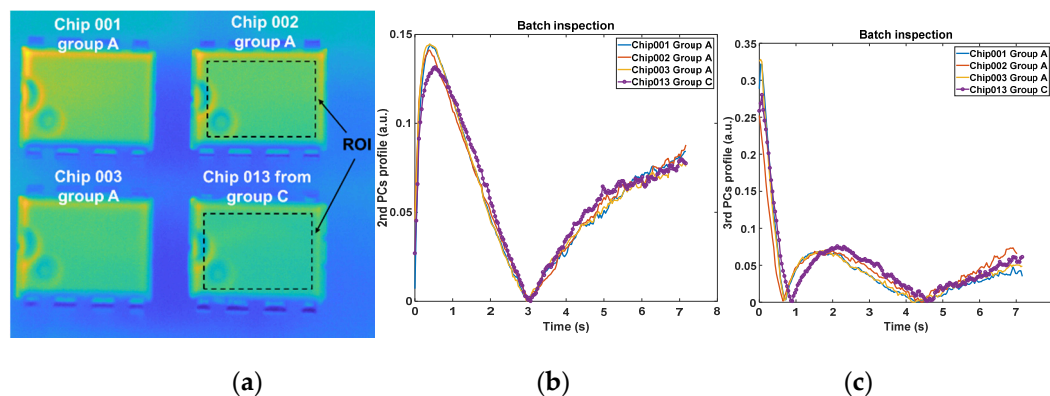 Chip 001
group A
Chip 002
group A
ROI
Chip 003
group A
Chip 013 from
group C
(a)
Batch inspection
Chip001 Group A
Chip002 Group A
Chip003 Group A
Chip013 Group C
2nd PCs profile (a.u.)
0.15
0.1
0.05
0
0 1 2 3 4 5 6 7 8
Time (s)
(b)
Batch inspection
Chip001 Group A
Chip002 Group A
Chip003 Group A
Chip013 Group C
3rd PCs profile (a.u.)
0.35
0.3
0.25
0.2
0.15
0.1
0.05
0
0 1 2 3 4 5 6 7
Time (s)
(c)